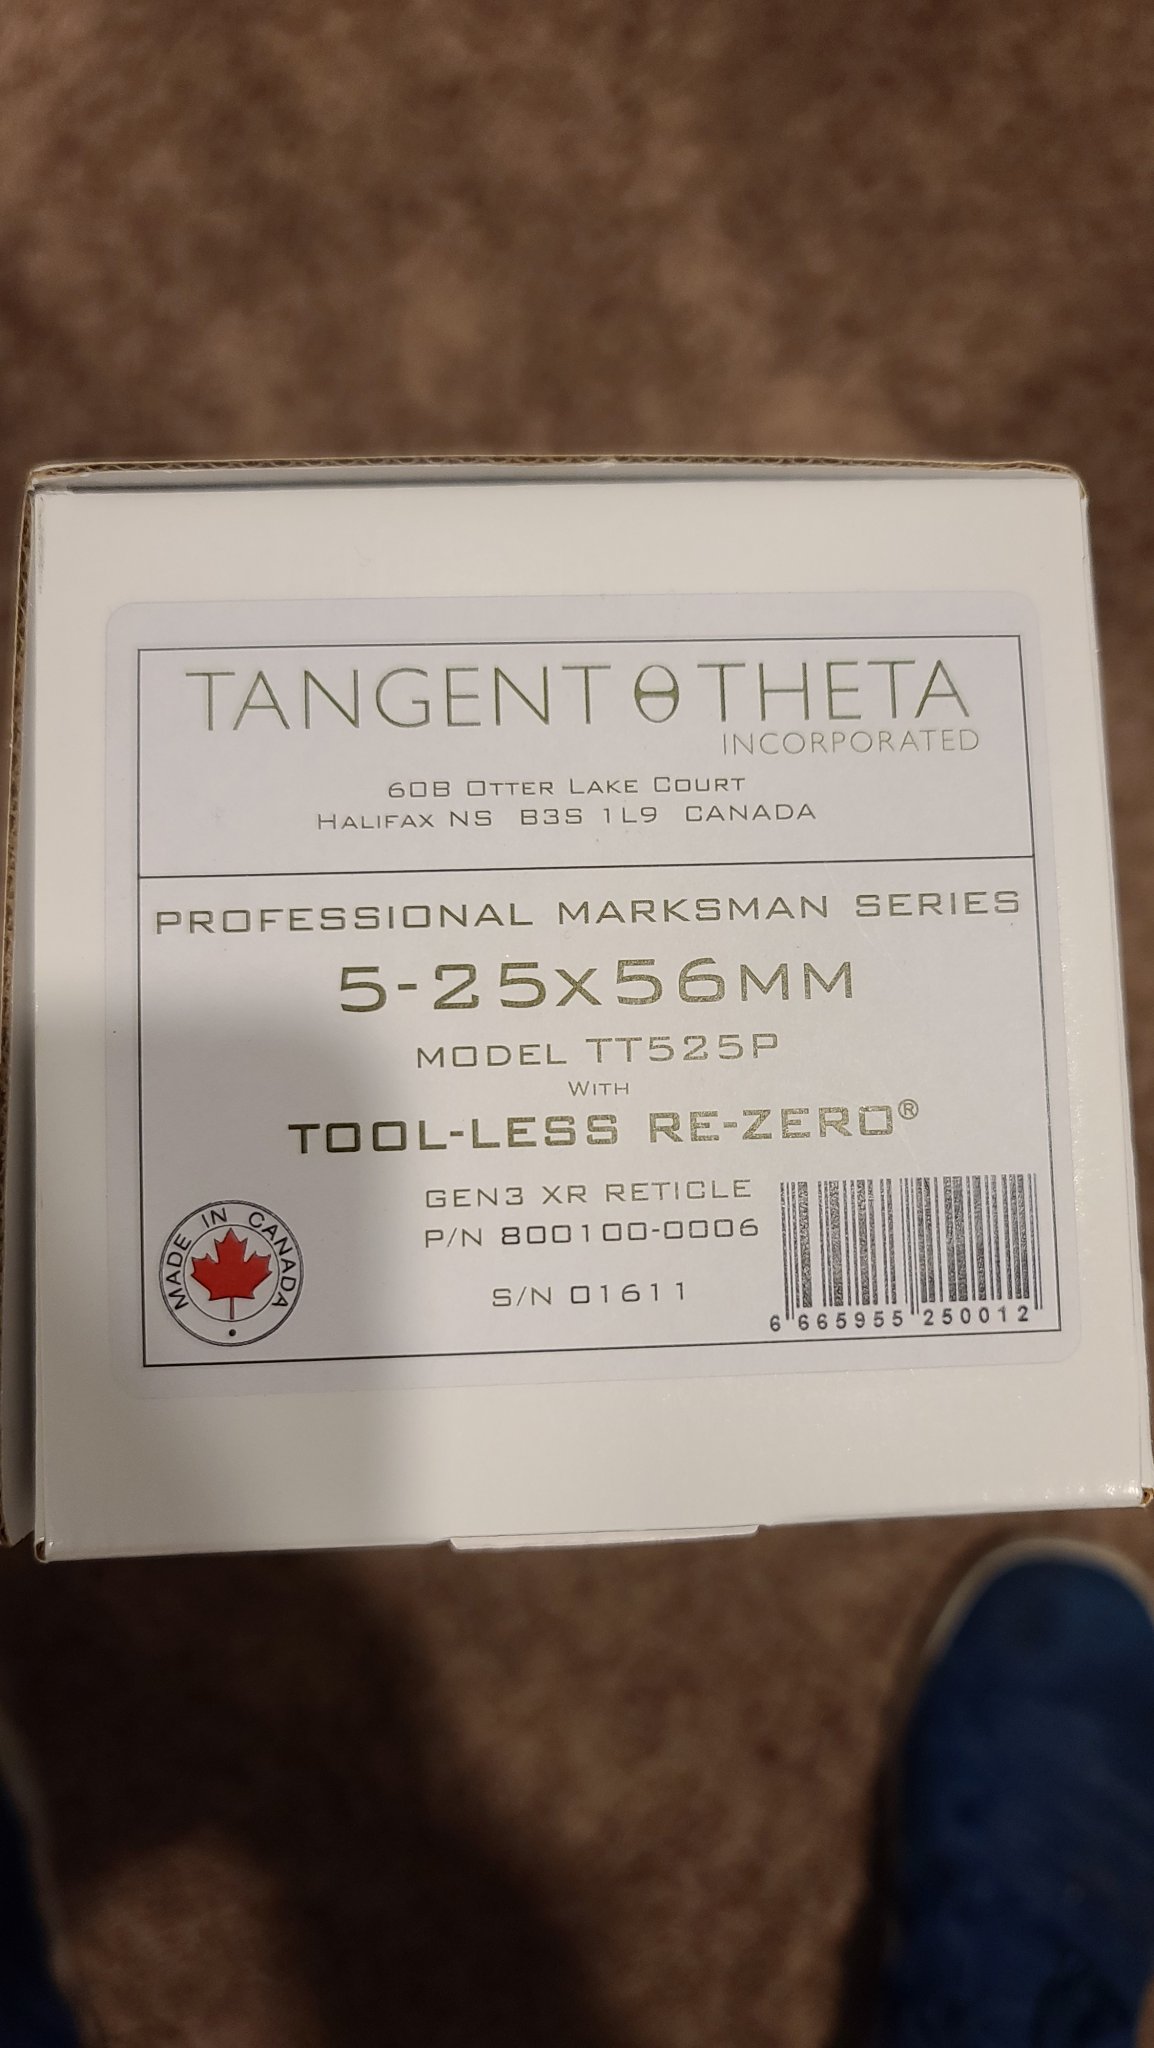 TANGENT θ THETA
INCORPORATED
60B OTTER LAKE COURT
HALIFAX NS B3S 1L9 CANADA
PROFESSIONAL MARKSMAN SERIES
5-25x56MM
MODEL TT525P
WITH
TOOL-LESS RE-ZERO®
GEN3 XR RETICLE
P/N 800100-0006
S/N 01611
MADE IN CANADA
6 665955 250012